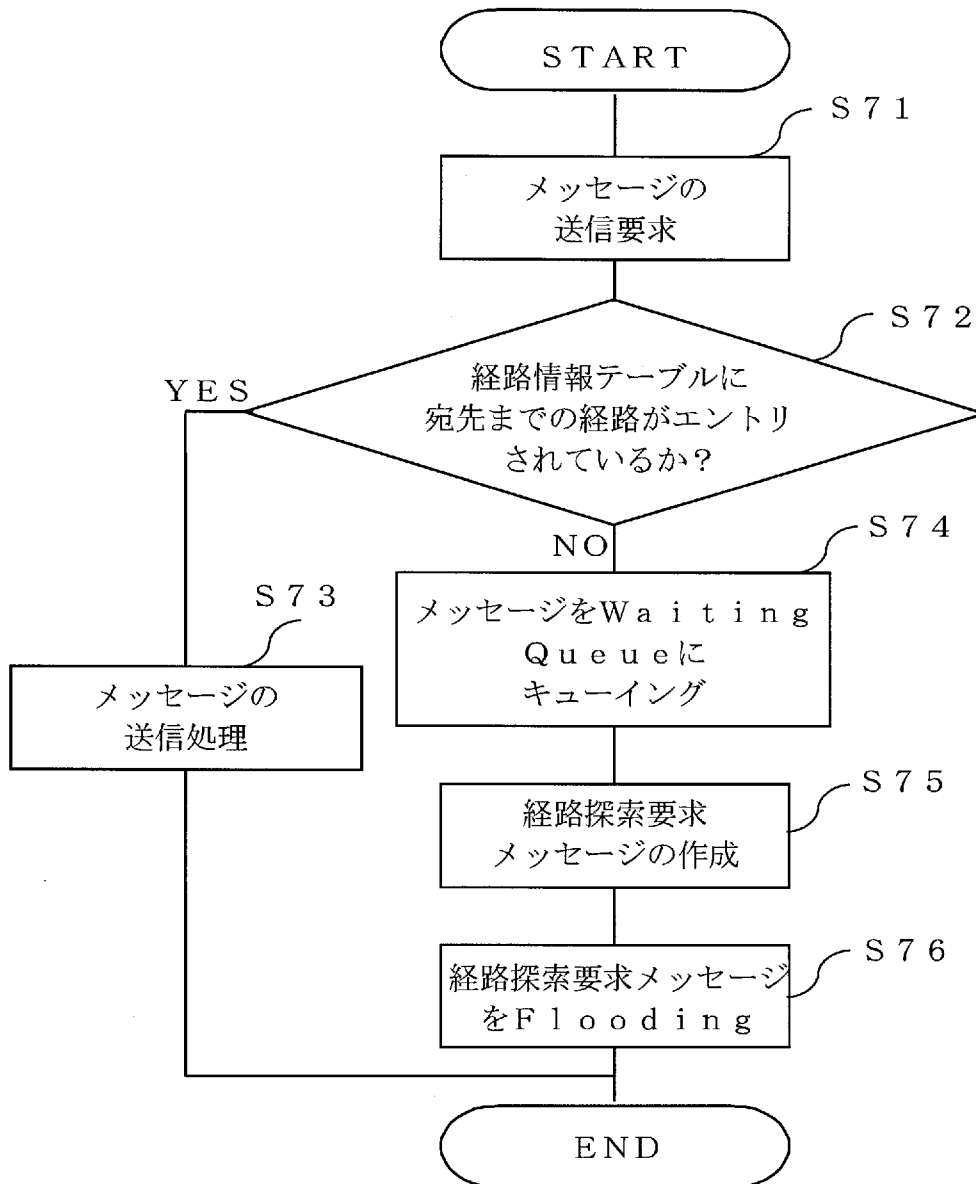 START
S71
メッセージの
送信要求
S72
経路情報テーブルに
宛先までの経路がエントリ
されているか？
YES
NO
S73
メッセージの
送信処理
S74
メッセージをWaiting
Queueに
キューイング
S75
経路探索要求
メッセージの作成
S76
経路探索要求メッセージ
をFlooding
END